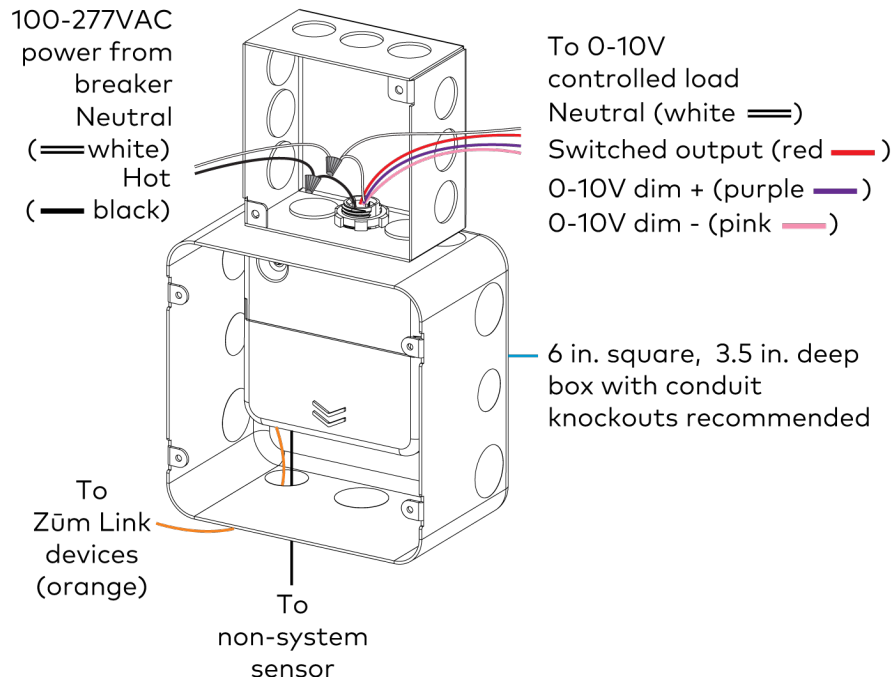 100-277VAC
power from
breaker
Neutral
(white)
Hot
(black)
To 0-10V
controlled load
Neutral (white)
Switched output (red)
0-10V dim + (purple)
0-10V dim - (pink)
6 in. square, 3.5 in. deep
box with conduit
knockouts recommended
To
Zūm Link
devices
(orange)
To
non-system
sensor